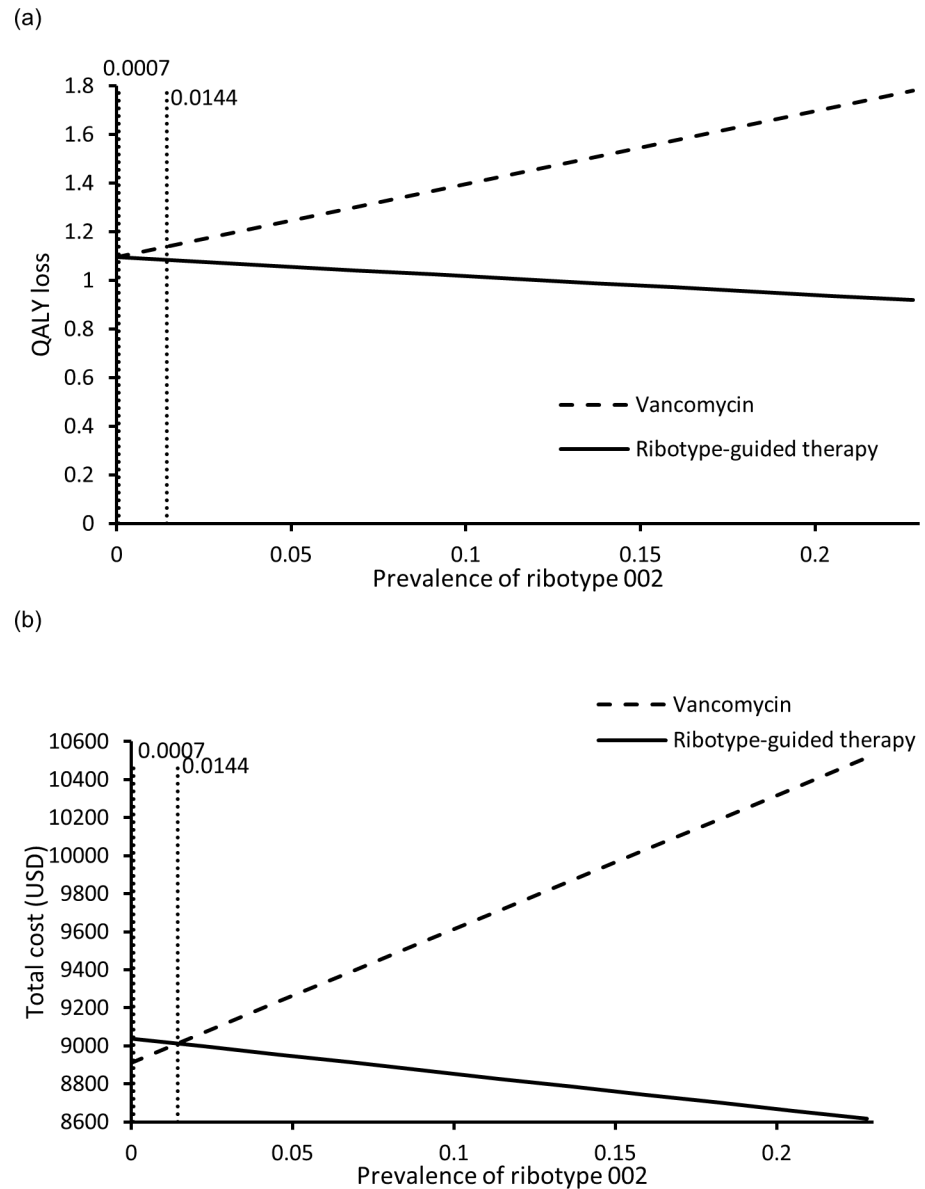 (a)
0.0007
0.0144
1.8
1.6
1.4
1.2
1
0.8
0.6
0.4
0.2
0
QALY loss
Vancomycin
Ribotype-guided therapy
0 0.05 0.1 0.15 0.2
Prevalence of ribotype 002
(b)
Vancomycin
Ribotype-guided therapy
0.0007
0.0144
10600
10400
10200
10000
9800
9600
9400
9200
9000
8800
8600
Total cost (USD)
0 0.05 0.1 0.15 0.2
Prevalence of ribotype 002